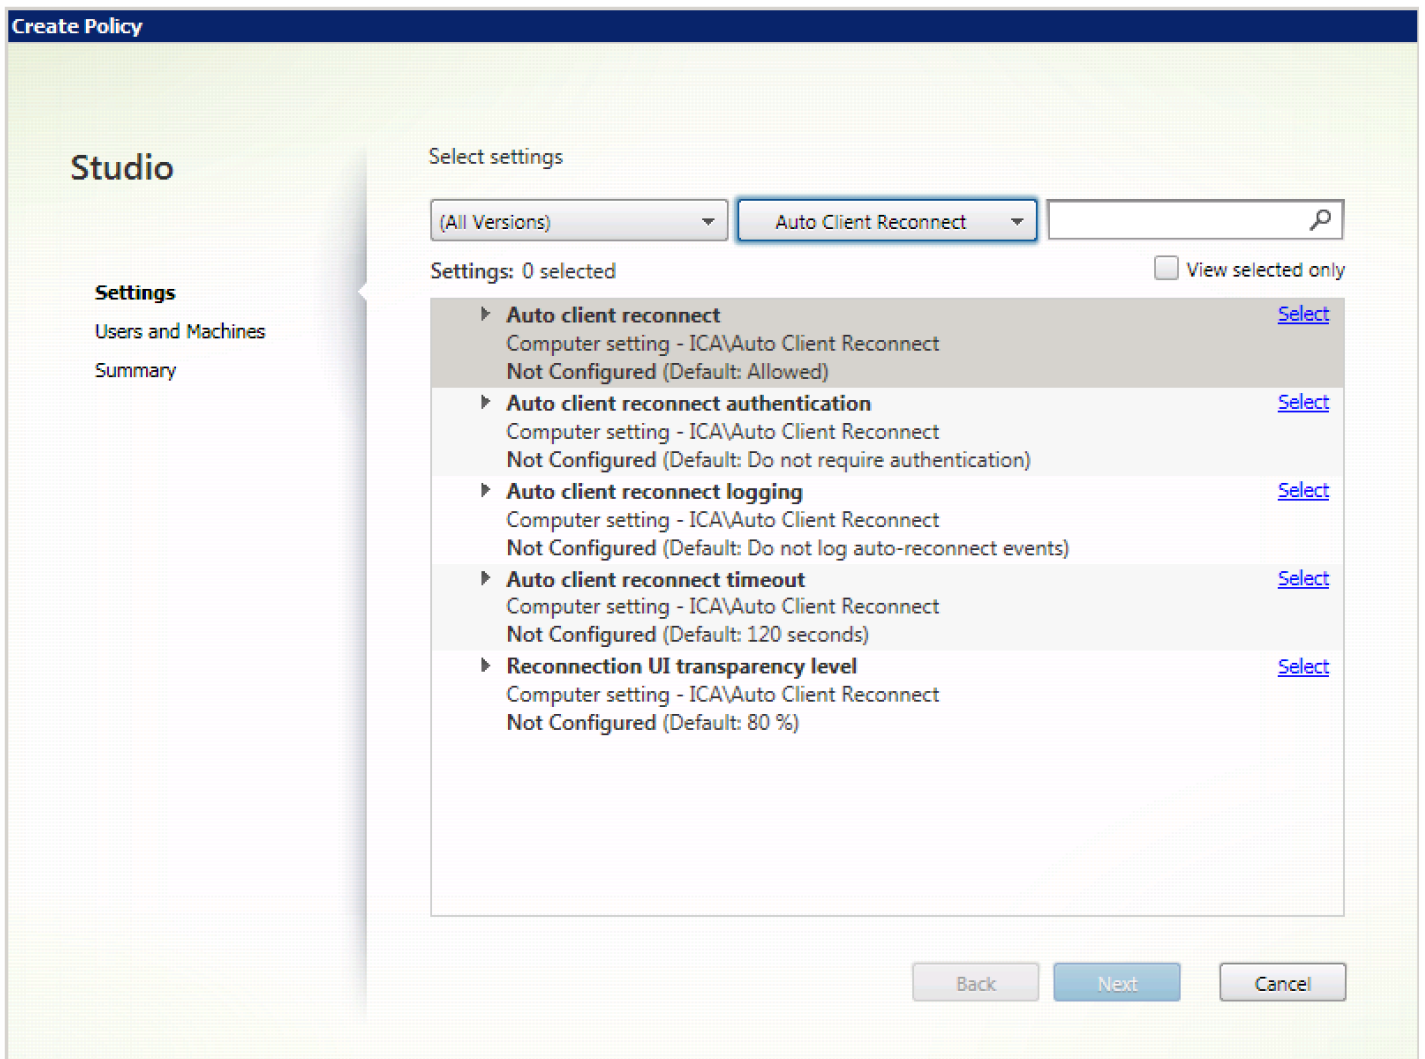 Create Policy
Studio
Settings
Users and Machines
Summary
Select settings
(All Versions)
Auto Client Reconnect
Settings: 0 selected
View selected only
Auto client reconnect
Select
Computer setting - ICA\Auto Client Reconnect
Not Configured (Default: Allowed)
Auto client reconnect authentication
Select
Computer setting - ICA\Auto Client Reconnect
Not Configured (Default: Do not require authentication)
Auto client reconnect logging
Select
Computer setting - ICA\Auto Client Reconnect
Not Configured (Default: Do not log auto-reconnect events)
Auto client reconnect timeout
Select
Computer setting - ICA\Auto Client Reconnect
Not Configured (Default: 120 seconds)
Reconnection UI transparency level
Select
Computer setting - ICA\Auto Client Reconnect
Not Configured (Default: 80 %)
Back
Next
Cancel